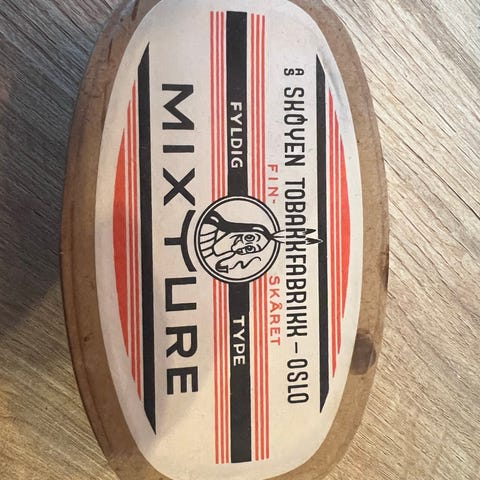 A/S SKØYEN TOBAKKFABRIKK – OSLO
FIN- SKÅRET
FYLDIG TYPE
MIXTURE